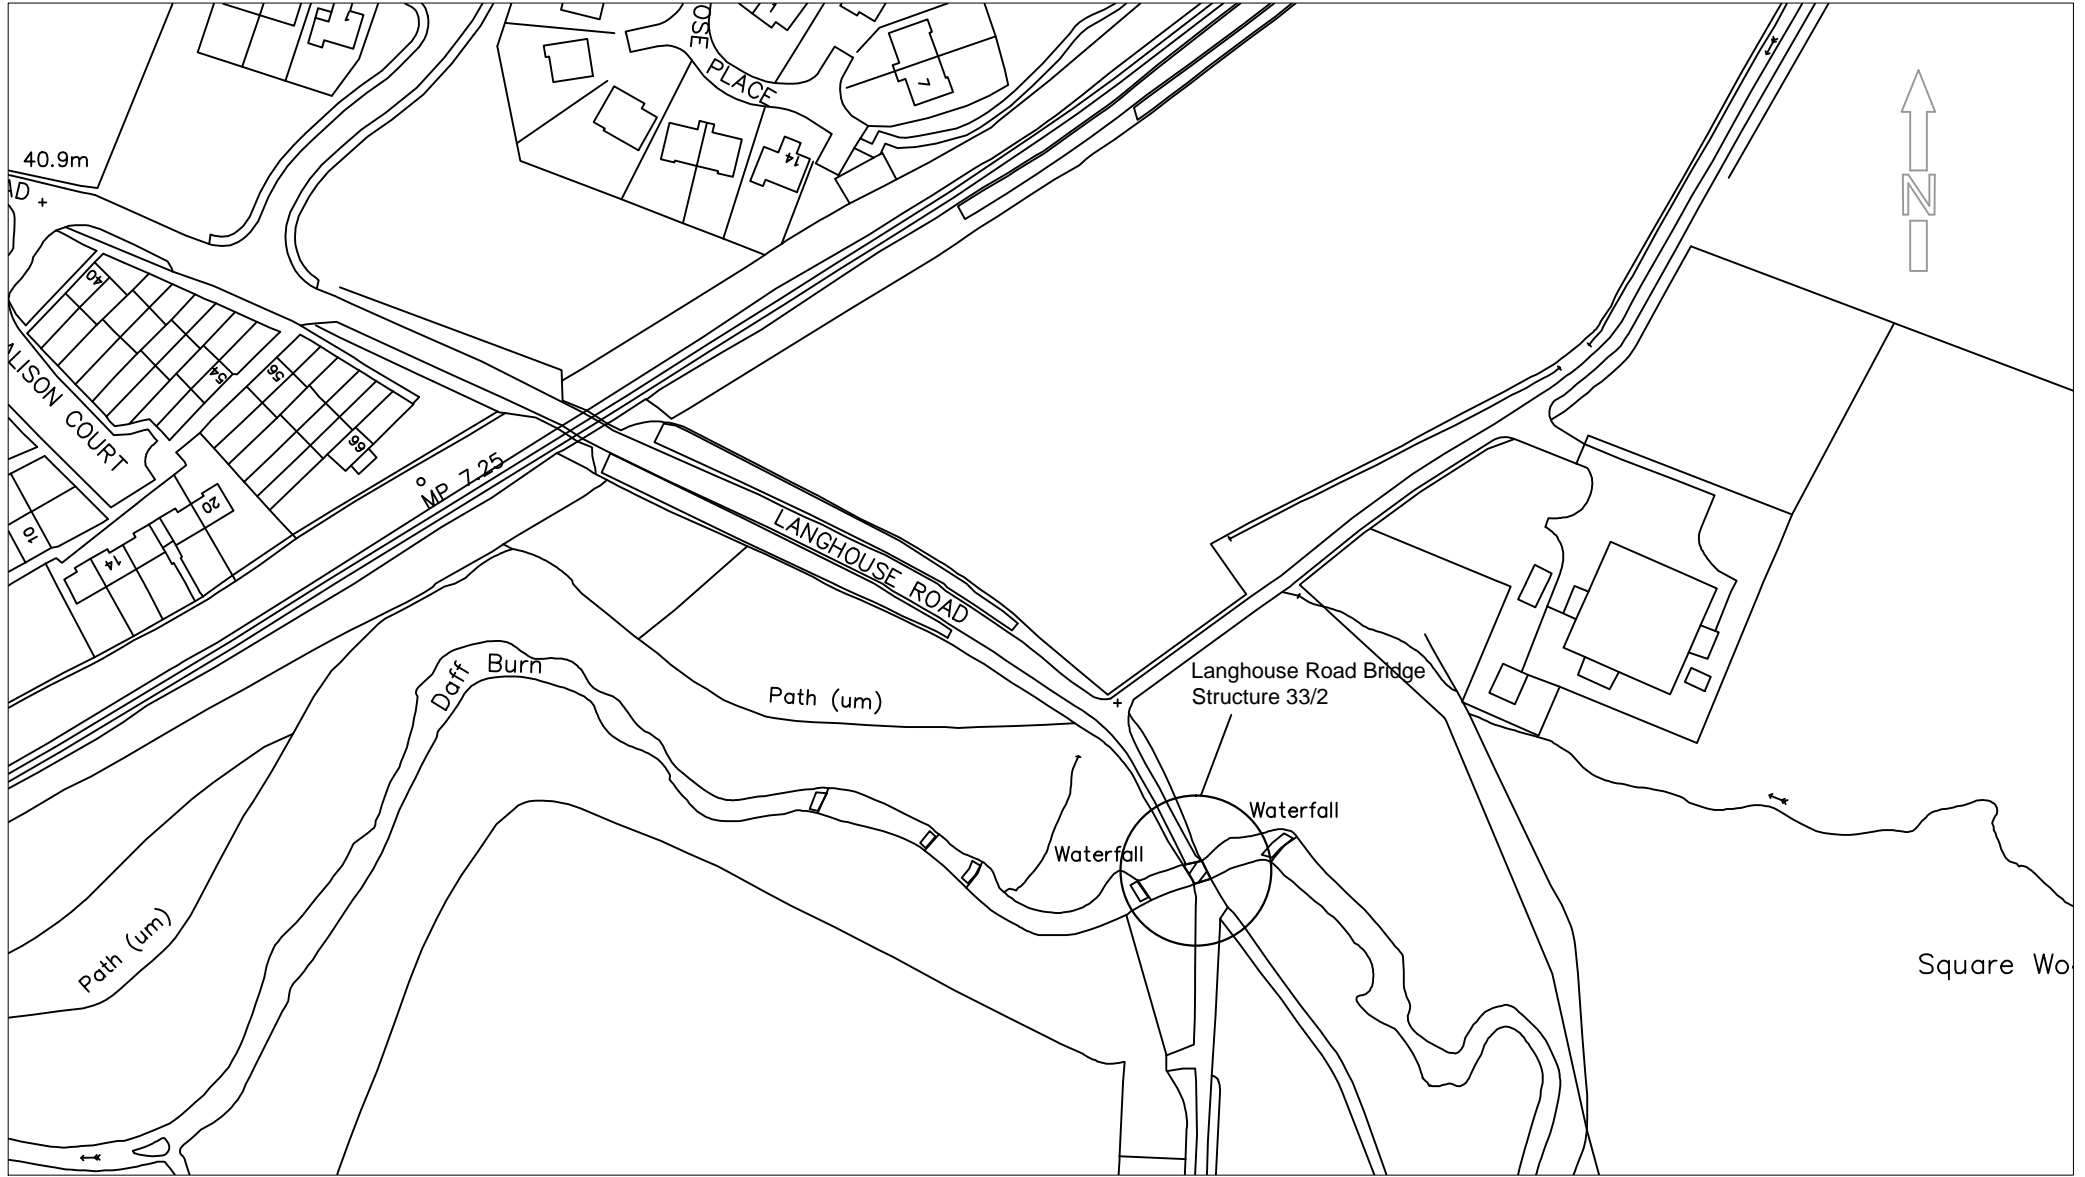 OSE
PLACE
1
7
14
40.9m
AD
N
40
54
56
66
ALISON COURT
MP 7.25
20
10
14
LANGHOUSE ROAD
Daff Burn
Path (um)
Langhouse Road Bridge
Structure 33/2
Waterfall
Waterfall
Path (um)
Square Wo